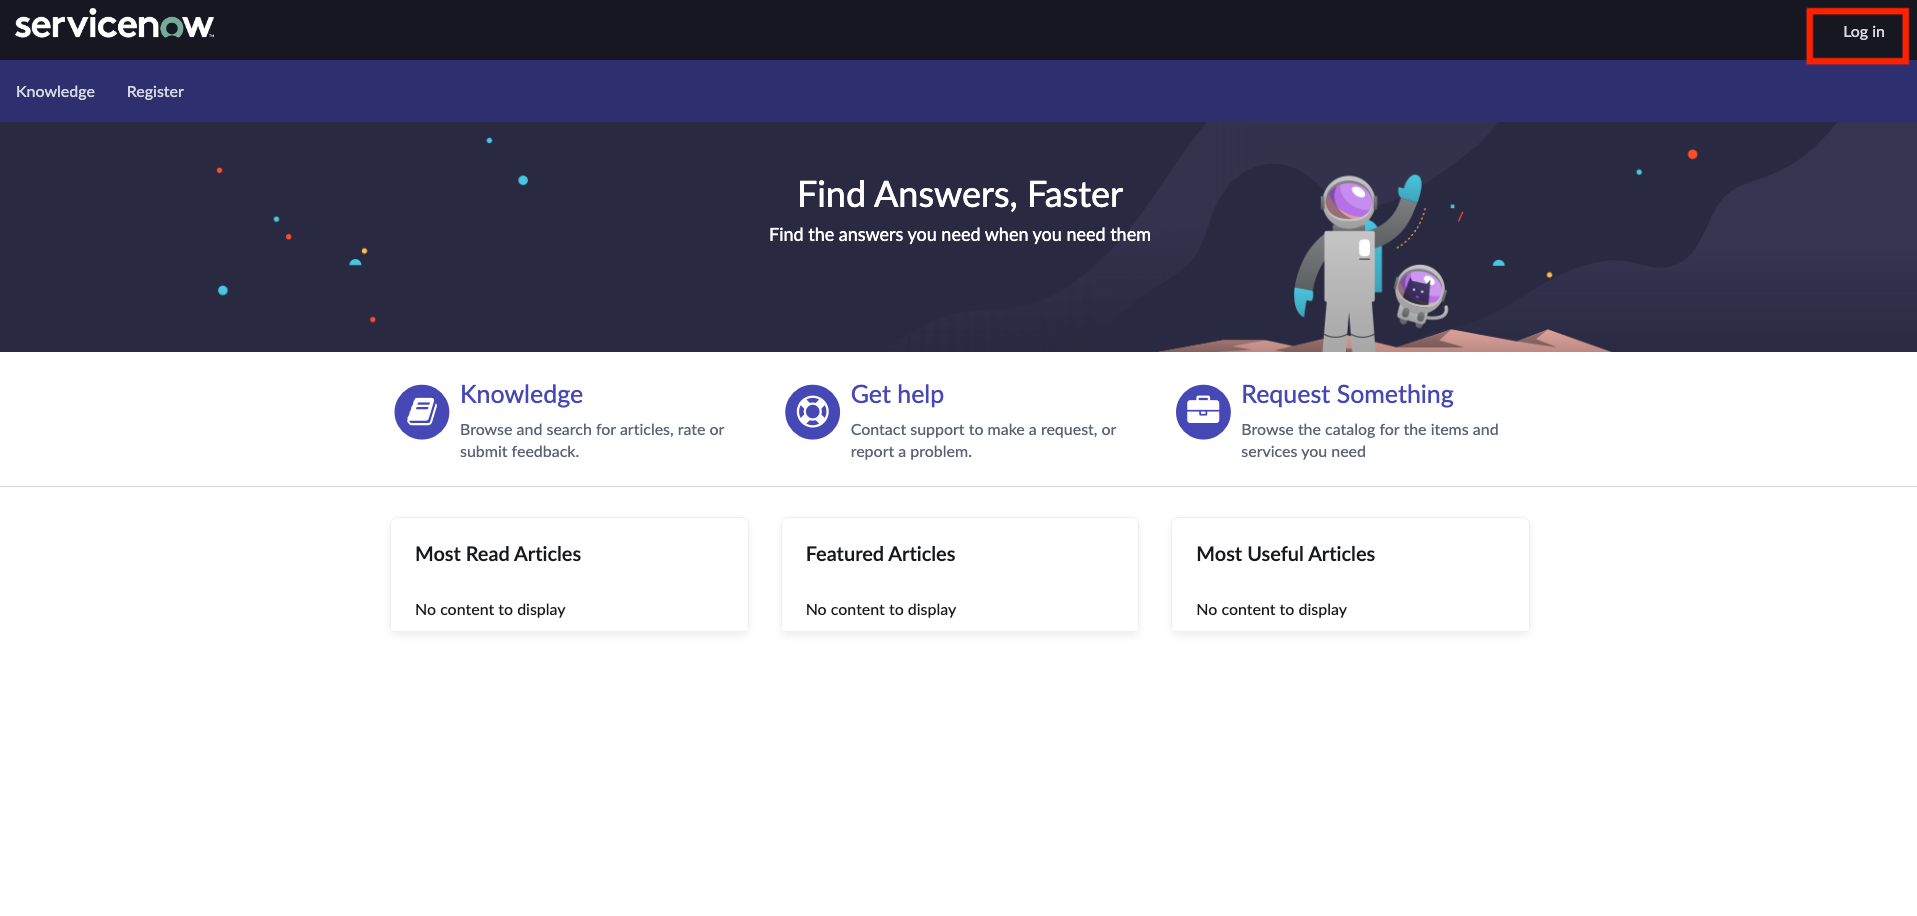 servicenow
Log in
Knowledge
Register
Find Answers, Faster
Find the answers you need when you need them
Knowledge
Browse and search for articles, rate or
submit feedback.
Get help
Contact support to make a request, or
report a problem.
Request Something
Browse the catalog for the items and
services you need
Most Read Articles
No content to display
Featured Articles
No content to display
Most Useful Articles
No content to display